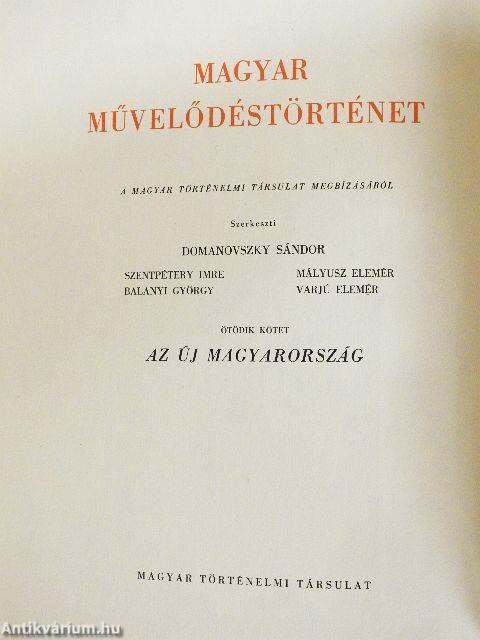 MAGYAR
MŰVELŐDÉSTÖRTÉNET
A MAGYAR TÖRTÉNELMI TÁRSULAT MEGBÍZÁSÁBÓL
Szerkeszti
DOMANOVSZKY SÁNDOR
SZENTPÉTERY IMRE MÁLYUSZ ELEMÉR
BALANYI GYÖRGY VARJÚ ELEMÉR
ÖTÖDIK KÖTET
AZ ÚJ MAGYARORSZÁG
MAGYAR TÖRTÉNELMI TÁRSULAT
Antikvárium.hu